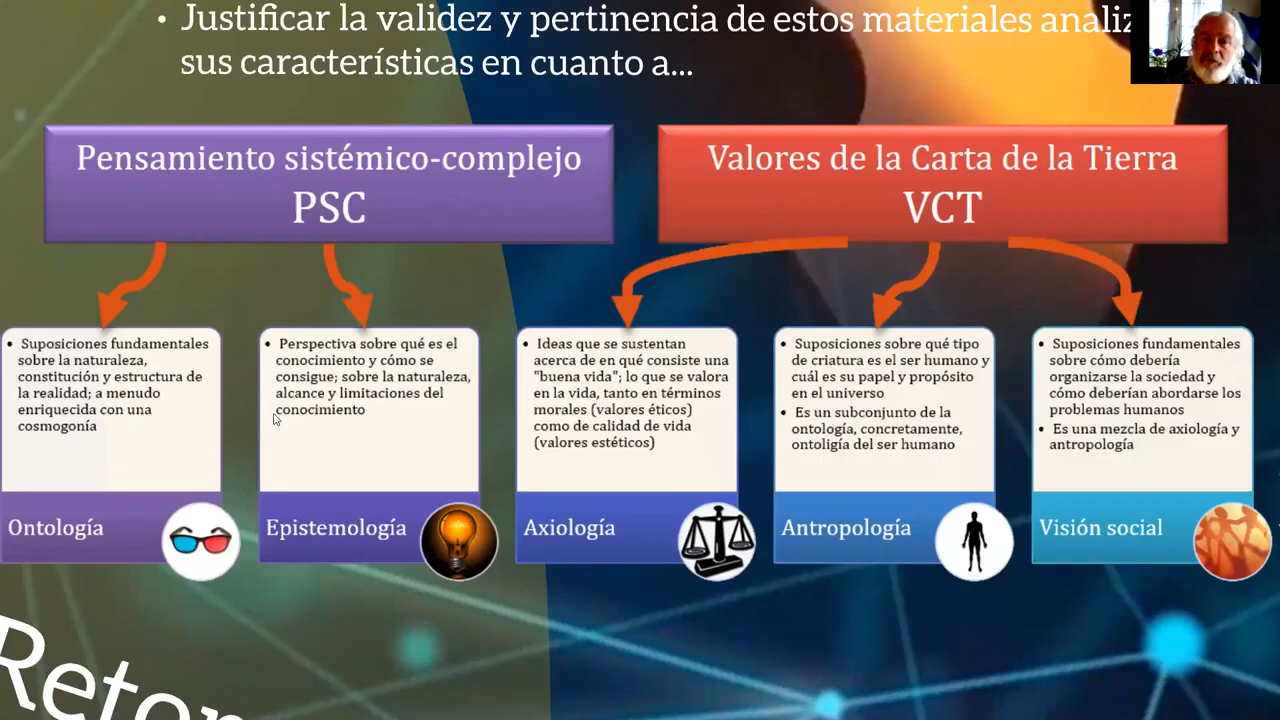 • Justificar la validez y pertinencia de estos materiales analiz
sus características en cuanto a...
Pensamiento sistémico-complejo
PSC
Valores de la Carta de la Tierra
VCT
• Suposiciones fundamentales
sobre la naturaleza,
constitución y estructura de
la realidad; a menudo
enriquecida con una
cosmogonía
Ontología
• Perspectiva sobre qué es el
conocimiento y cómo se
consigue; sobre la naturaleza,
alcance y limitaciones del
conocimiento
Epistemología
• Ideas que se sustentan
acerca de en qué consiste una
"buena vida"; lo que se valora
en la vida, tanto en términos
morales (valores éticos)
como de calidad de vida
(valores estéticos)
Axiología
• Suposiciones sobre qué tipo
de criatura es el ser humano y
cuál es su papel y propósito
en el universo
• Es un subconjunto de la
ontología, concretamente,
ontoligía del ser humano
Antropología
• Suposiciones fundamentales
sobre cómo debería
organizarse la sociedad y
cómo deberían abordarse los
problemas humanos
• Es una mezcla de axiología y
antropología
Visión social